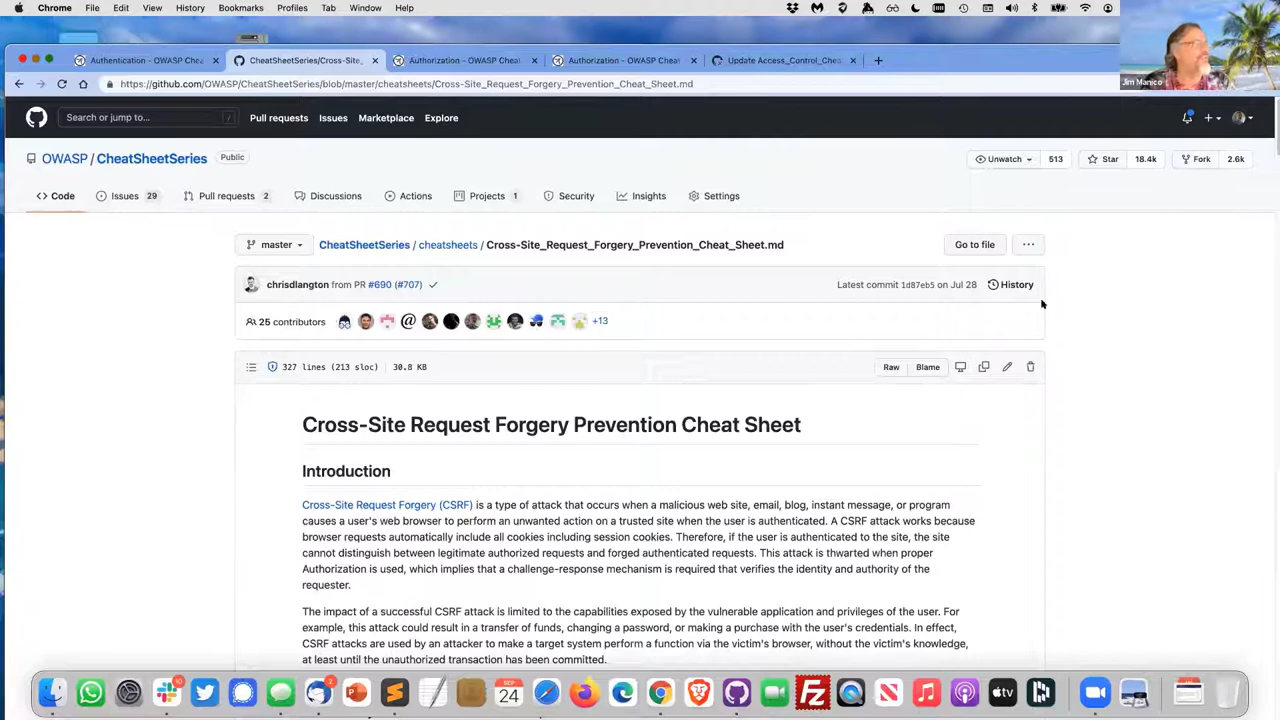 Chrome File Edit View History Bookmarks Profiles Tab Window Help
Authentication - OWASP Chea
CheatSheetSeries/Cross-Site_
Authorization – OWASP Cheat
Authorization – OWASP Cheat
Update Access_Control_Chea
https://github.com/OWASP/CheatSheetSeries/blob/master/cheatsheets/Cross-Site_Request_Forgery_Prevention_Cheat_Sheet.md
Jim Manico
Search or jump to... / Pull requests Issues Marketplace Explore
OWASP / CheatSheetSeries Public
Unwatch 513 Star 18.4k Fork 2.6k
Code Issues 29 Pull requests 2 Discussions Actions Projects 1 Security Insights Settings
master CheatSheetSeries / cheatsheets / Cross-Site_Request_Forgery_Prevention_Cheat_Sheet.md Go to file ...
chrisdlangton from PR #690 (#707) Latest commit 1d87eb5 on Jul 28 History
25 contributors @ +13
327 lines (213 sloc) 30.8 KB Raw Blame
Cross-Site Request Forgery Prevention Cheat Sheet
Introduction
Cross-Site Request Forgery (CSRF) is a type of attack that occurs when a malicious web site, email, blog, instant message, or program
causes a user's web browser to perform an unwanted action on a trusted site when the user is authenticated. A CSRF attack works because
browser requests automatically include all cookies including session cookies. Therefore, if the user is authenticated to the site, the site
cannot distinguish between legitimate authorized requests and forged authenticated requests. This attack is thwarted when proper
Authorization is used, which implies that a challenge-response mechanism is required that verifies the identity and authority of the
requester.
The impact of a successful CSRF attack is limited to the capabilities exposed by the vulnerable application and privileges of the user. For
example, this attack could result in a transfer of funds, changing a password, or making a purchase with the user's credentials. In effect,
CSRF attacks are used by an attacker to make a target system perform a function via the victim's browser, without the victim's knowledge,
at least until the unauthorized transaction has been committed.
10
2
SEP
24
Fz
tv